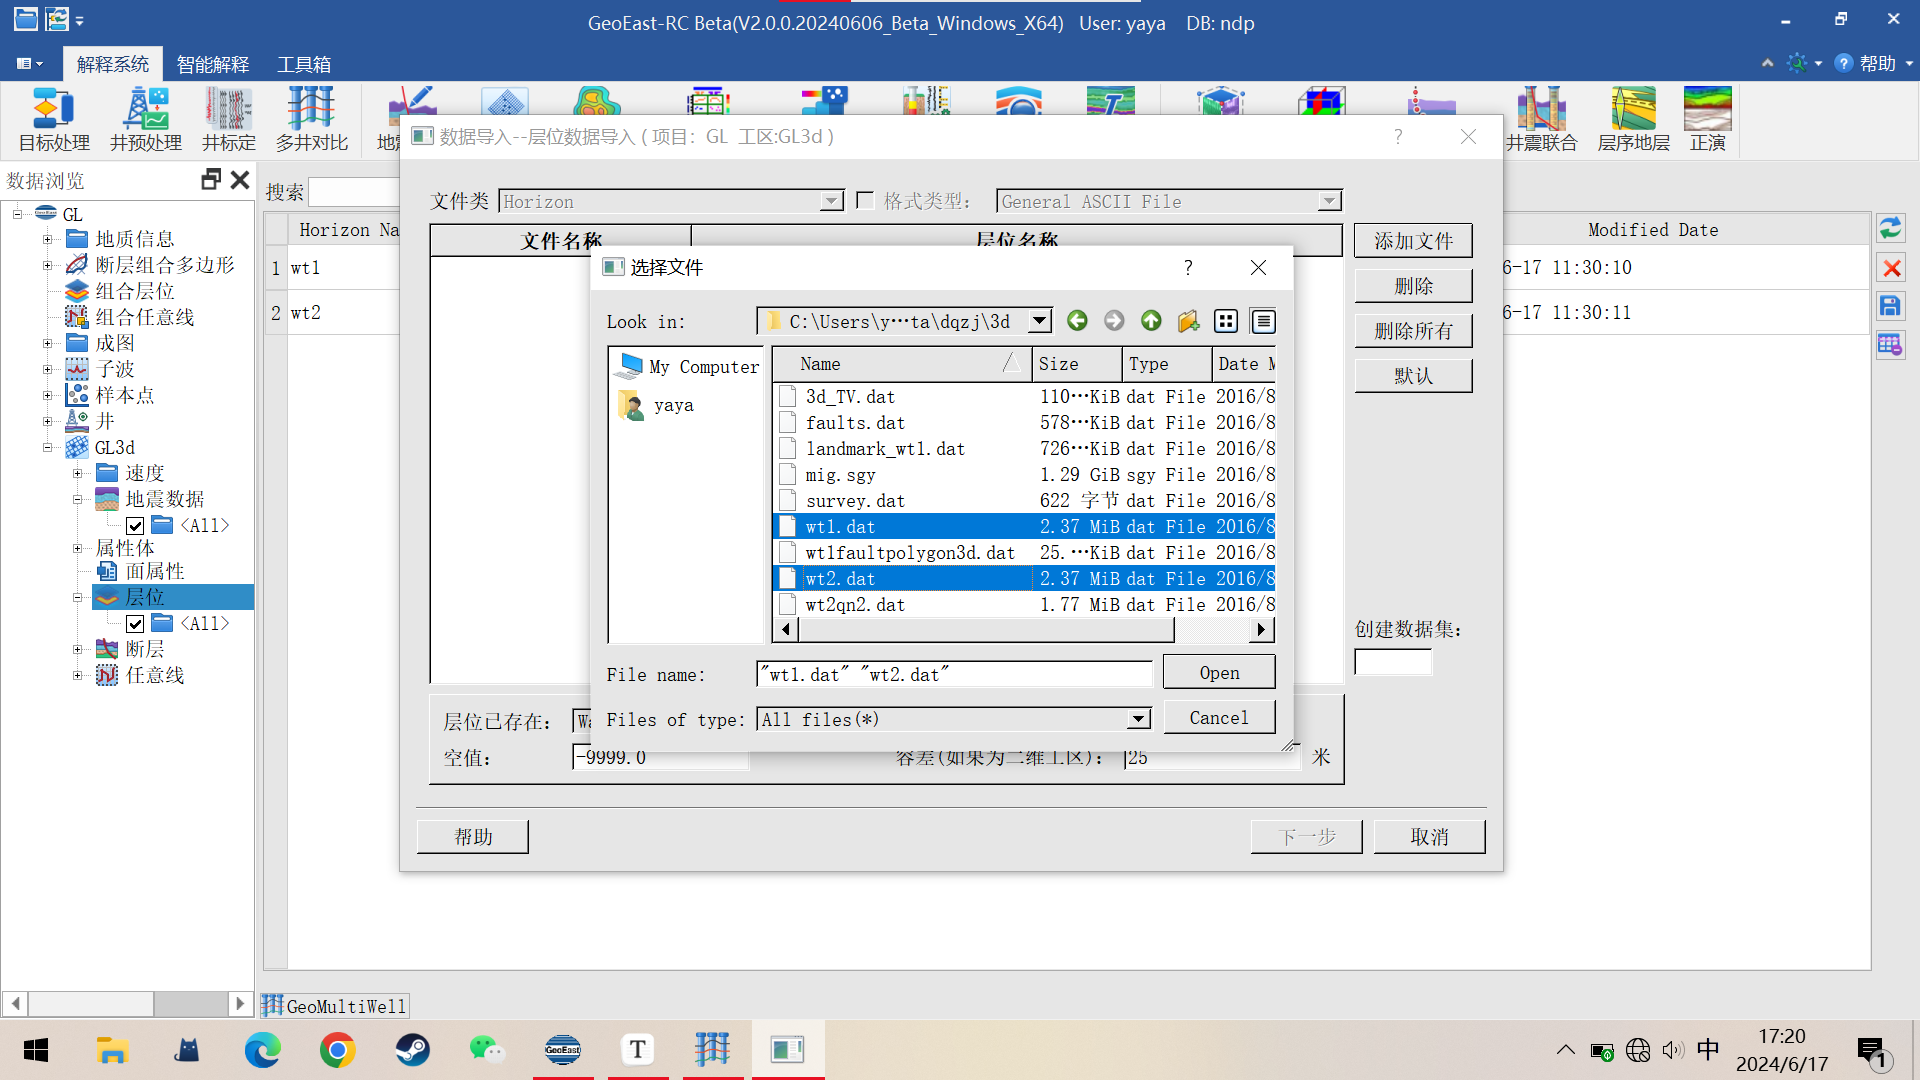 GeoEast-RC Beta(V2.0.0.20240606_Beta_Windows_X64) User: yaya DB: ndp
解释系统 智能解释 工具箱
帮助
目标处理 井预处理 井标定 多井对比
井震联合 层序地层 正演
数据导入--层位数据导入 ( 项目: GL 工区:GL3d )
数据浏览
搜索
文件类 Horizon
格式类型: General ASCII File
文件名称 层位名称
Horizon Na
Modified Date
1 wt1
6-17 11:30:10
2 wt2
6-17 11:30:11
添加文件
删除
删除所有
默认
创建数据集:
GL
地质信息
断层组合多边形
组合层位
组合任意线
成图
子波
样本点
井
GL3d
速度
地震数据
<All>
属性体
面属性
层位
<All>
断层
任意线
选择文件
Look in: C:\Users\y···ta\dqzj\3d
My Computer
yaya
Name Size Type Date M
3d_TV.dat 110···KiB dat File 2016/8
faults.dat 578···KiB dat File 2016/8
landmark_wt1.dat 726···KiB dat File 2016/8
mig.sgy 1.29 GiB sgy File 2016/8
survey.dat 622 字节 dat File 2016/8
wt1.dat 2.37 MiB dat File 2016/8
wt1faultpolygon3d.dat 25.···KiB dat File 2016/8
wt2.dat 2.37 MiB dat File 2016/8
wt2qn2.dat 1.77 MiB dat File 2016/8
File name: "wt1.dat" "wt2.dat"
Open
Files of type: All files(*)
Cancel
层位已存在:
空值: -9999.0
容差(如果为二维工区): 25 米
帮助
下一步
取消
GeoMultiWell
GeoEast
T
中
17:20
2024/6/17
1